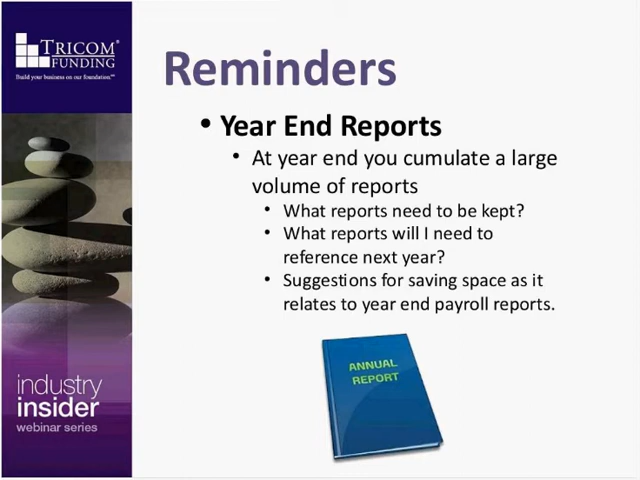 TRICOM®
FUNDING
Build your business on our foundation.℠
Reminders
• Year End Reports
• At year end you cumulate a large
volume of reports
• What reports need to be kept?
• What reports will I need to
reference next year?
• Suggestions for saving space as it
relates to year end payroll reports.
ANNUAL
REPORT
industry
insider
webinar series